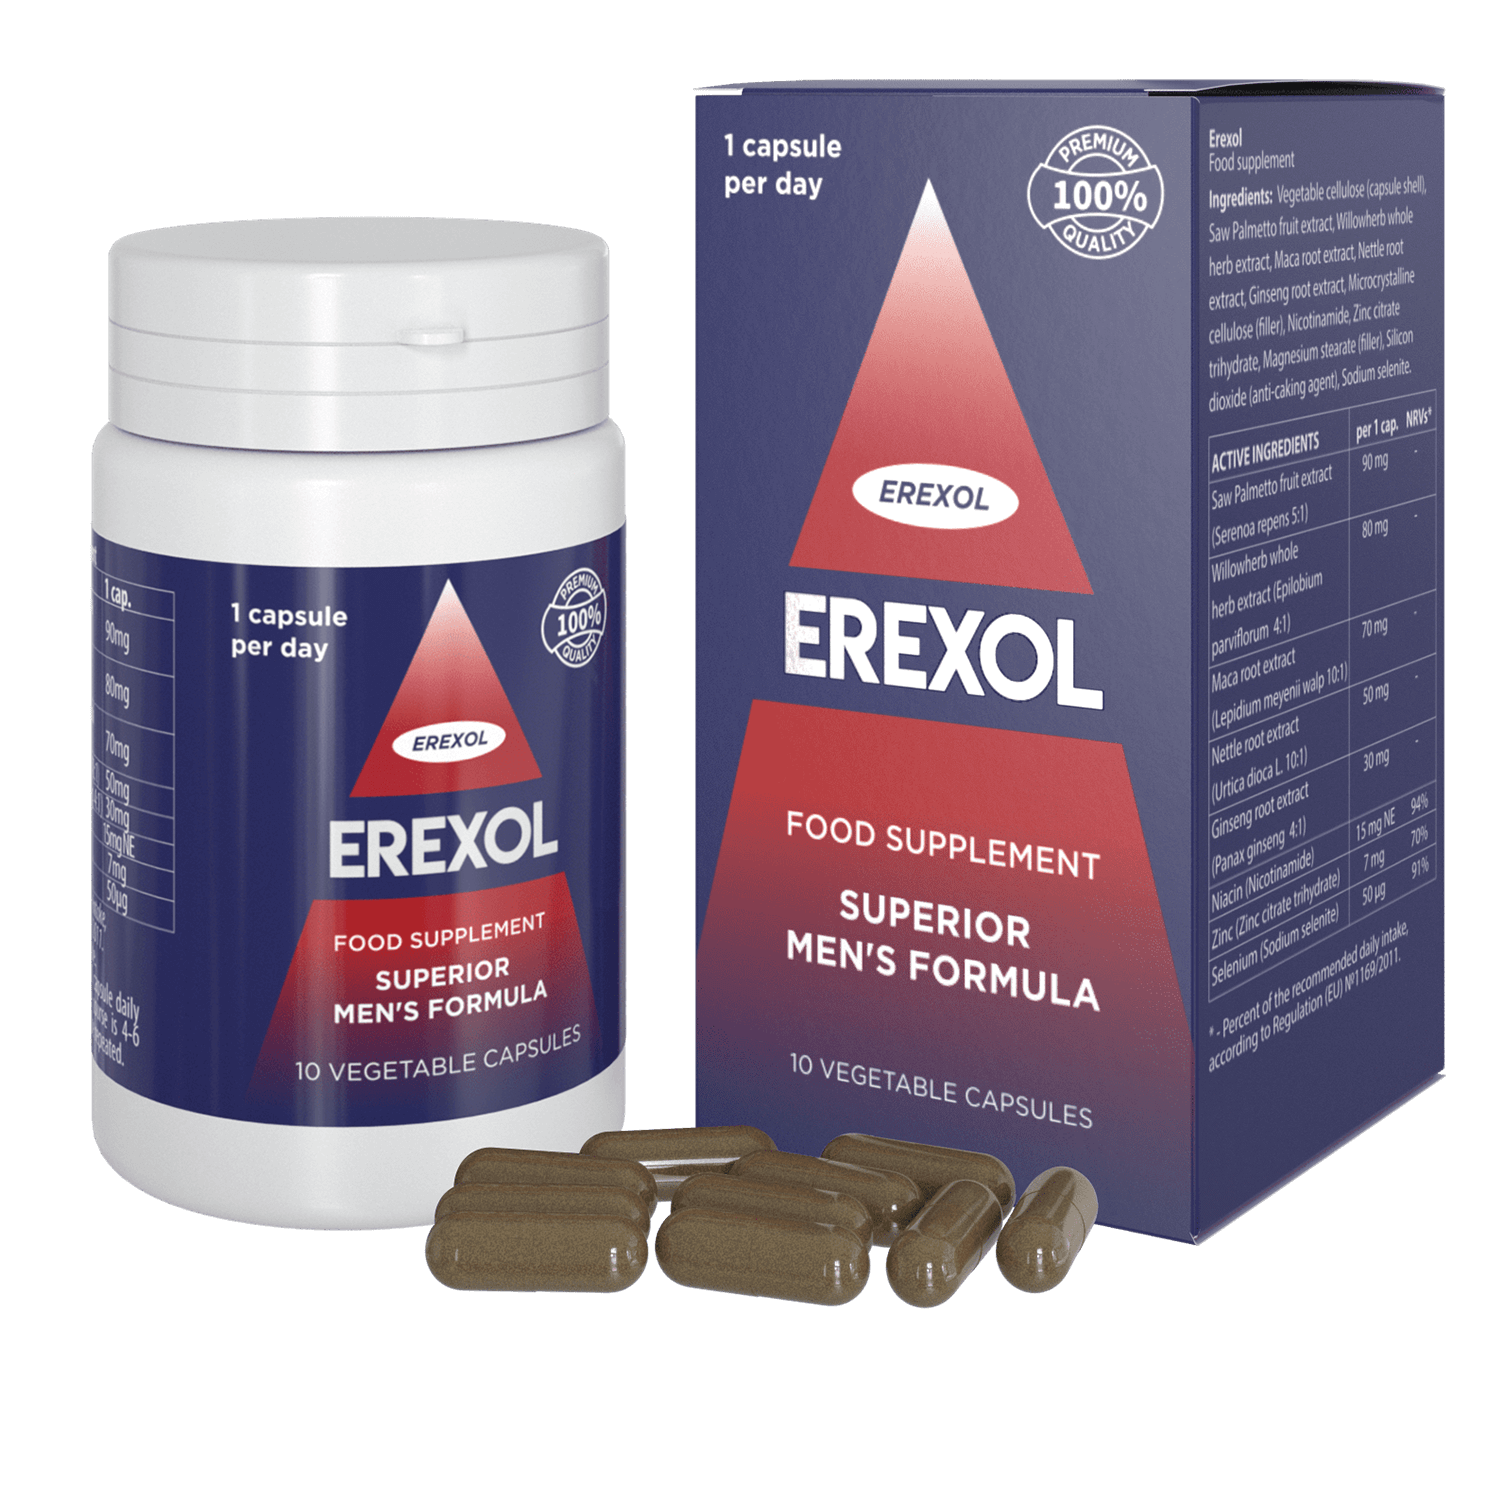 1 cap.
90mg
80mg
70mg
50mg
30mg
15mgNE
7mg
50µg
daily
is 4-6
1 capsule
per day
PREMIUM
100%
QUALITY
EREXOL
EREXOL
FOOD SUPPLEMENT
SUPERIOR
MEN'S FORMULA
10 VEGETABLE CAPSULES
1 capsule
per day
PREMIUM
100%
QUALITY
EREXOL
EREXOL
FOOD SUPPLEMENT
SUPERIOR
MEN'S FORMULA
10 VEGETABLE CAPSULES
Erexol
Food supplement
Ingredients: Vegetable cellulose (capsule shell),
Saw Palmetto fruit extract, Willowherb whole
herb extract, Maca root extract, Nettle root
extract, Ginseng root extract, Microcrystalline
cellulose (filler), Nicotinamide, Zinc citrate
trihydrate, Magnesium stearate (filler), Silicon
dioxide (anti-caking agent), Sodium selenite.
ACTIVE INGREDIENTS per 1 cap. NRVs*
Saw Palmetto fruit extract 90 mg -
(Serenoa repens 5:1)
Willowherb whole 80 mg -
herb extract (Epilobium
parviflorum 4:1)
Maca root extract 70 mg -
(Lepidium meyenii walp 10:1)
Nettle root extract 50 mg -
(Urtica dioca L. 10:1)
Ginseng root extract 30 mg -
(Panax ginseng 4:1)
Niacin (Nicotinamide) 15 mg NE 94%
Zinc (Zinc citrate trihydrate) 7 mg 70%
Selenium (Sodium selenite) 50 µg 91%
* - Percent of the recommended daily intake,
according to Regulation (EU) №1169/2011.